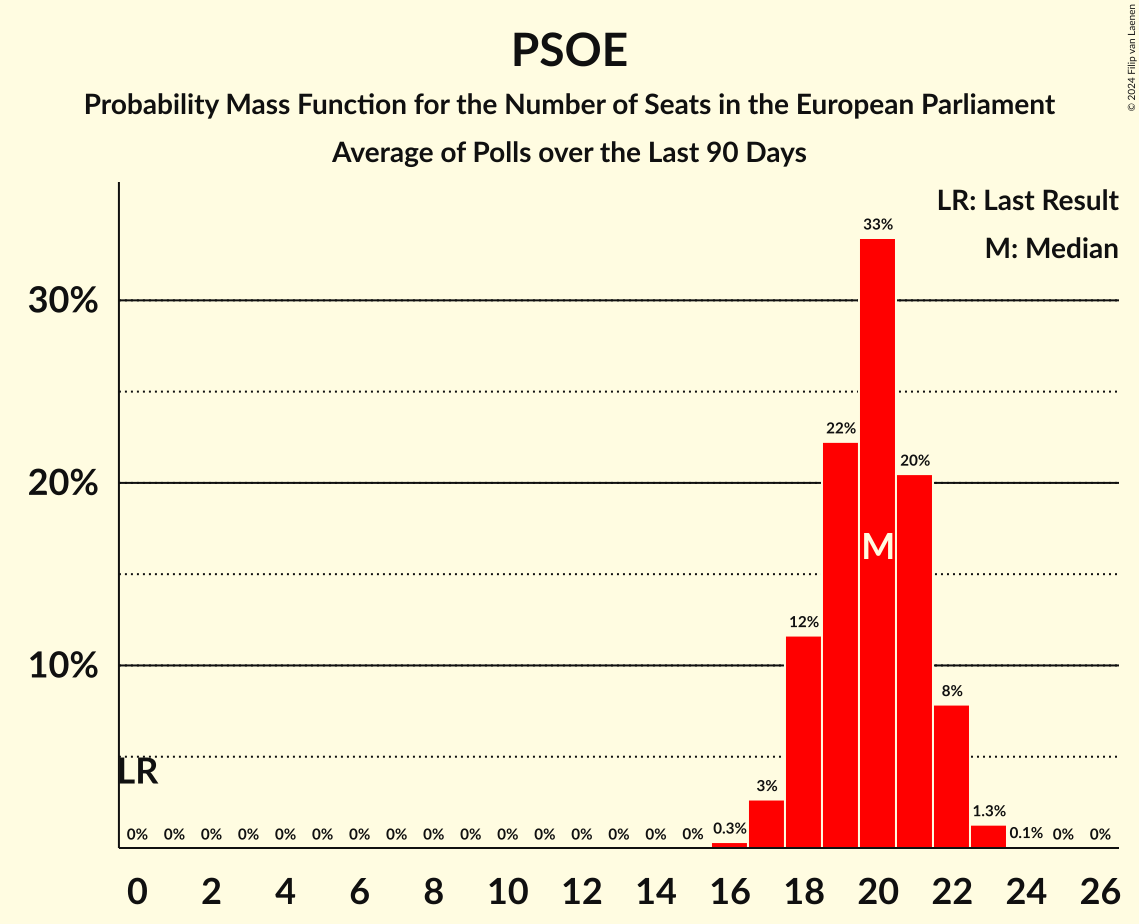 PSOE
Probability Mass Function for the Number of Seats in the European Parliament
Average of Polls over the Last 90 Days
© 2024 Filip van Laenen
LR: Last Result
M: Median
33%
30%
22%
20%
20%
M
12%
10%
8%
LR
3%
1.3%
0% 0% 0% 0% 0% 0% 0% 0% 0% 0% 0% 0% 0% 0% 0% 0% 0.3% 0.1% 0% 0%
0 2 4 6 8 10 12 14 16 18 20 22 24 26